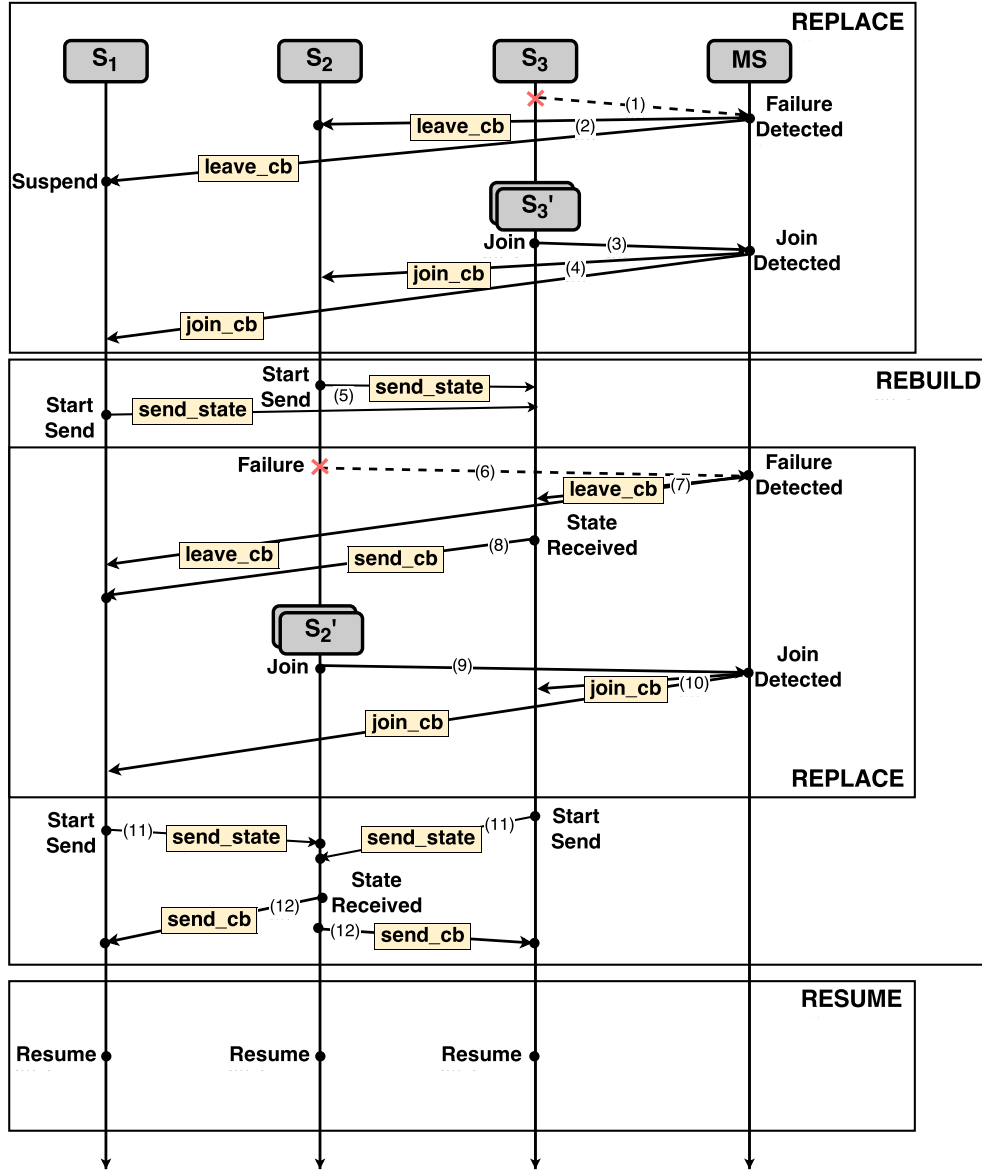 REPLACE
S1 S2 S3 MS
(1) Failure
Detected
leave_cb (2)
leave_cb
Suspend
S3'
Join (3) Join
Detected
join_cb (4)
join_cb
REBUILD
Start
Send (5) send_state
Start
Send send_state
Failure (6) Failure
Detected
leave_cb (7)
State
Received
leave_cb send_cb (8)
S2'
Join (9) Join
Detected
join_cb (10)
join_cb
REPLACE
Start
Send (11) send_state send_state (11) Start
Send
State
Received
send_cb (12)
(12) send_cb
RESUME
Resume Resume Resume